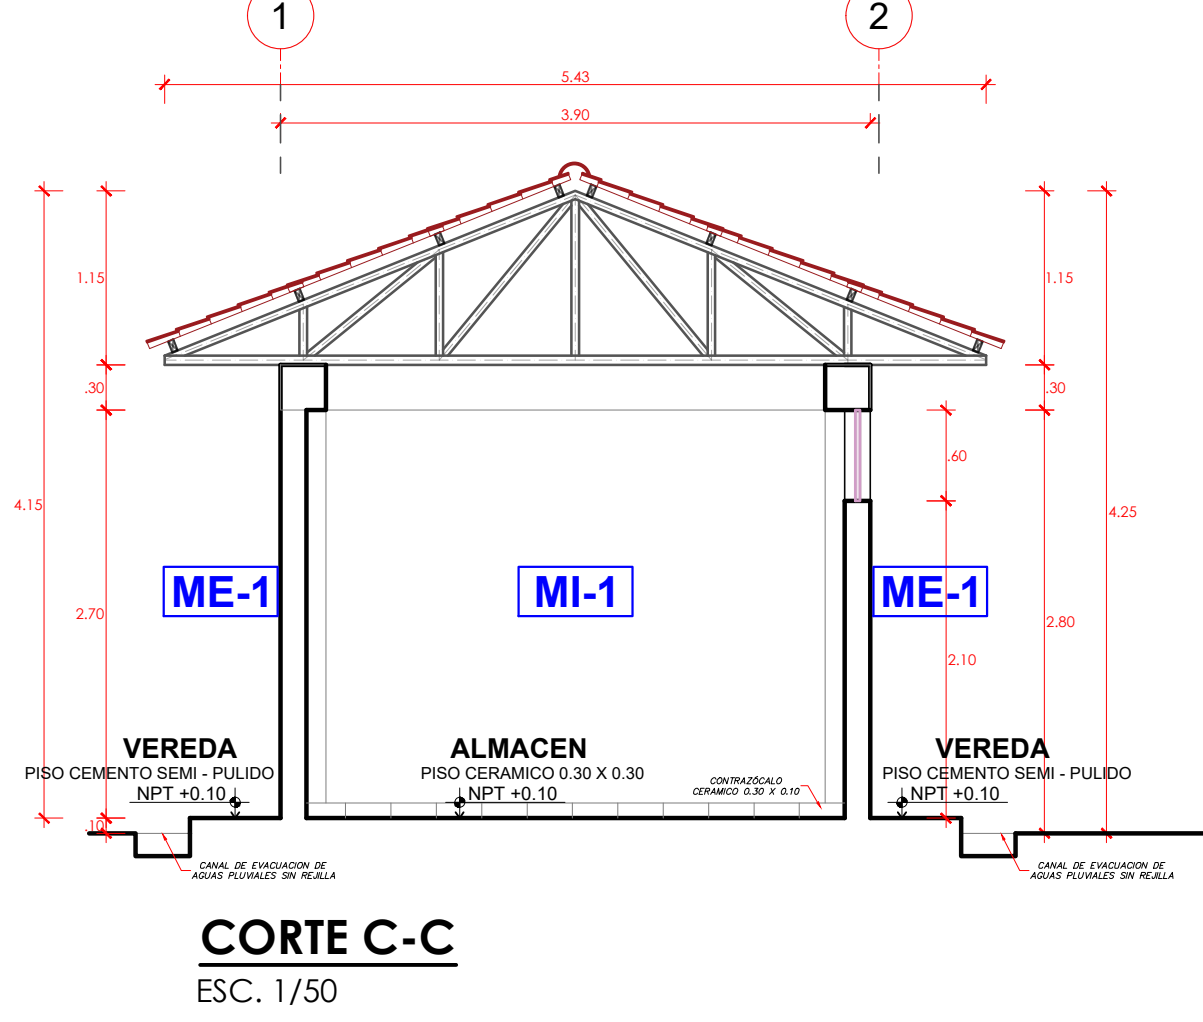 1
2
5.43
3.90
1.15
1.15
.30
.30
.60
4.15
4.25
ME-1
MI-1
ME-1
2.70
2.80
2.10
VEREDA
PISO CEMENTO SEMI - PULIDO
NPT +0.10
ALMACEN
PISO CERAMICO 0.30 X 0.30
NPT +0.10
CONTRAZÓCALO
CERAMICO 0.30 X 0.10
VEREDA
PISO CEMENTO SEMI - PULIDO
NPT +0.10
.10
CANAL DE EVACUACION DE
AGUAS PLUVIALES SIN REJILLA
CANAL DE EVACUACION DE
AGUAS PLUVIALES SIN REJILLA
CORTE C-C
ESC. 1/50